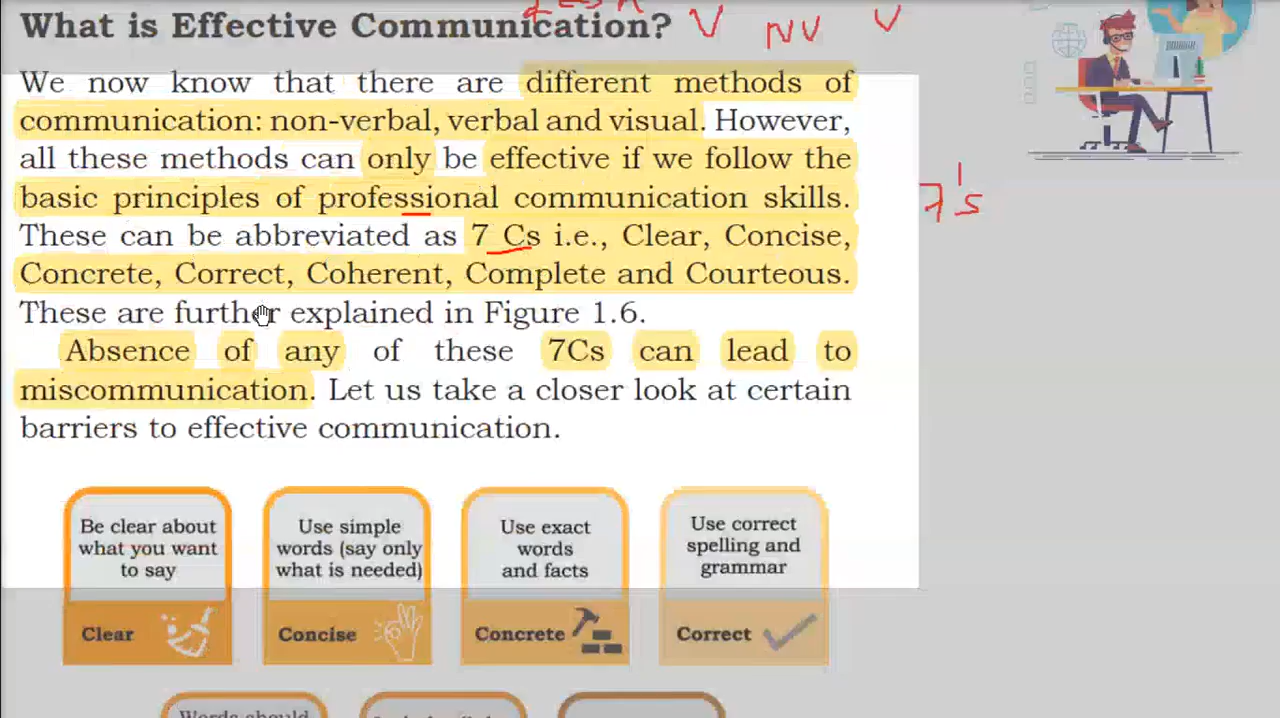 What is Effective Communication?
V NV V
We now know that there are different methods of
communication: non-verbal, verbal and visual. However,
all these methods can only be effective if we follow the
basic principles of professional communication skills.
7's
These can be abbreviated as 7 Cs i.e., Clear, Concise,
Concrete, Correct, Coherent, Complete and Courteous.
These are further explained in Figure 1.6.
Absence of any of these 7Cs can lead to
miscommunication. Let us take a closer look at certain
barriers to effective communication.
Be clear about
what you want
to say
Clear
Use simple
words (say only
what is needed)
Concise
Use exact
words
and facts
Concrete
Use correct
spelling and
grammar
Correct
Words should